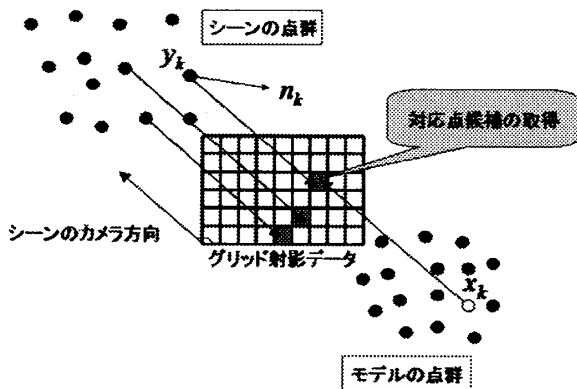 シーンの点群
y_k
n_k
対応点候補の取得
シーンのカメラ方向
グリッド射影データ
x_k
モデルの点群